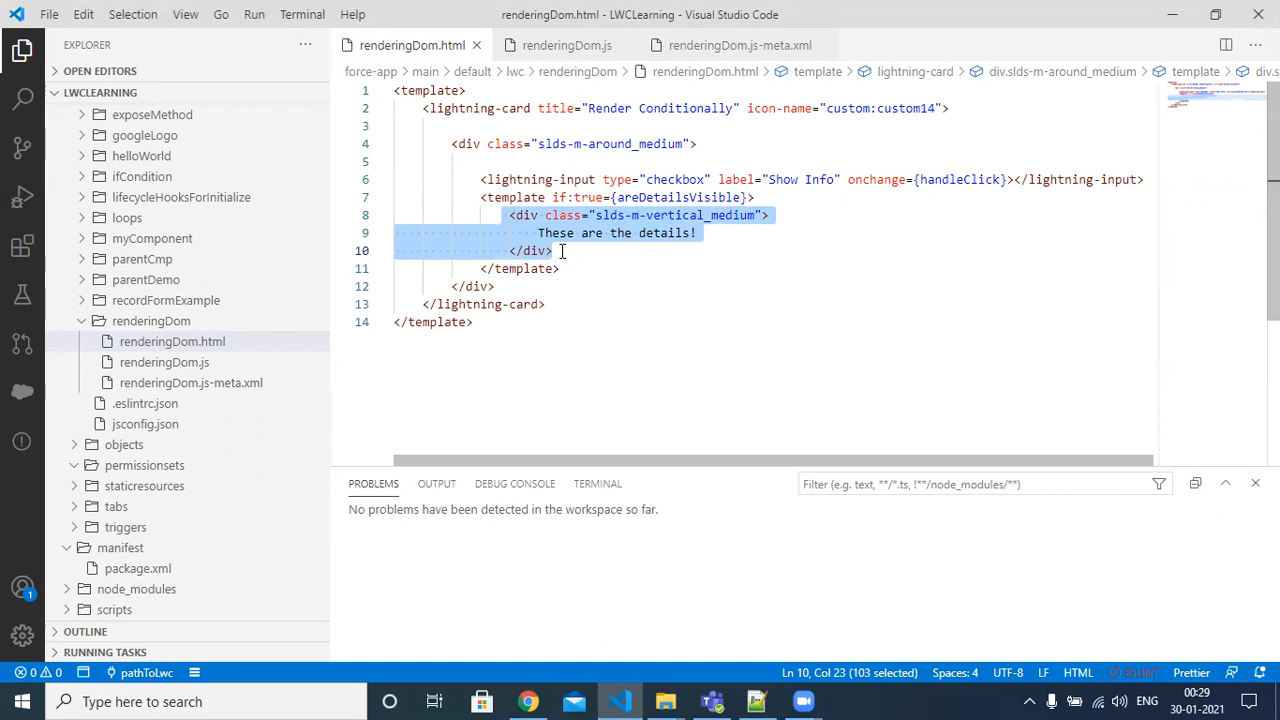 File Edit Selection View Go Run Terminal Help
renderingDom.html - LWCLearning - Visual Studio Code
EXPLORER
OPEN EDITORS
LWCLEARNING
exposeMethod
googleLogo
helloWorld
ifCondition
lifecycleHooksForInitialize
loops
myComponent
parentCmp
parentDemo
recordFormExample
renderingDom
renderingDom.html
renderingDom.js
renderingDom.js-meta.xml
.eslintrc.json
jsconfig.json
objects
permissionsets
staticresources
tabs
triggers
manifest
package.xml
node_modules
scripts
OUTLINE
RUNNING TASKS
renderingDom.html renderingDom.js renderingDom.js-meta.xml
force-app > main > default > lwc > renderingDom > renderingDom.html > template > lightning-card > div.slds-m-around_medium > template > div.s
1 <template>
2 <lightning-card title="Render Conditionally" icon-name="custom:custom14">
3
4 <div class="slds-m-around_medium">
5
6 <lightning-input type="checkbox" label="Show Info" onchange={handleClick}></lightning-input>
7 <template if:true={areDetailsVisible}>
8 <div class="slds-m-vertical_medium">
9 These are the details!
10 </div>
11 </template>
12 </div>
13 </lightning-card>
14 </template>
PROBLEMS OUTPUT DEBUG CONSOLE TERMINAL
Filter (e.g. text, **/*.ts, !**/node_modules/**)
No problems have been detected in the workspace so far.
1
0 0 pathToLwc
Ln 10, Col 23 (103 selected) Spaces: 4 UTF-8 LF HTML ESLINT Prettier
Type here to search
ENG
00:29
30-01-2021